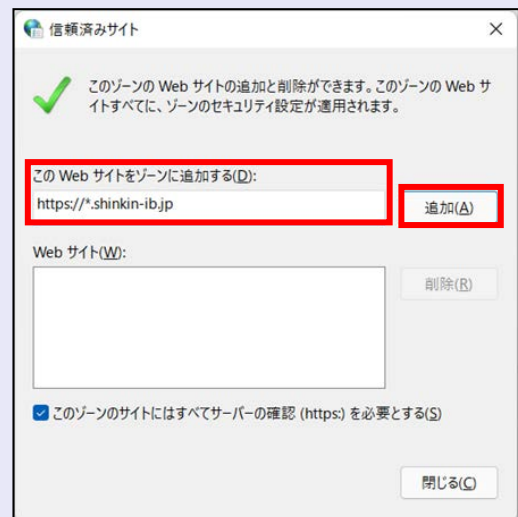 信頼済みサイト
このゾーンの Web サイトの追加と削除ができます。このゾーンの Web サ
イトすべてに、ゾーンのセキュリティ設定が適用されます。
この Web サイトをゾーンに追加する(D):
https://*.shinkin-ib.jp
追加(A)
Web サイト(W):
削除(R)
このゾーンのサイトにはすべてサーバーの確認 (https:) を必要とする(S)
閉じる(C)